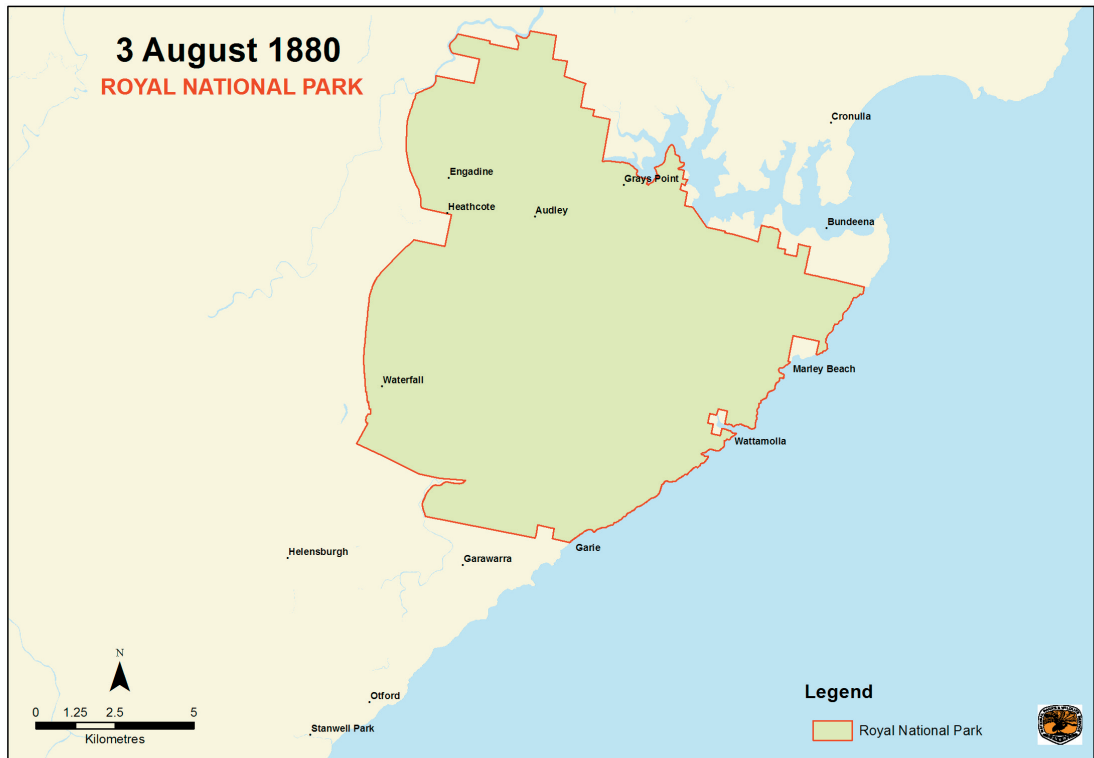 3 August 1880
ROYAL NATIONAL PARK
Cronulla
Engadine
Grays Point
Heathcote
Audley
Bundeena
Marley Beach
Waterfall
Wattamolla
Garie
Helensburgh
Garawarra
N
Otford
Legend
0 1.25 2.5 5
Stanwell Park
Royal National Park
Kilometres